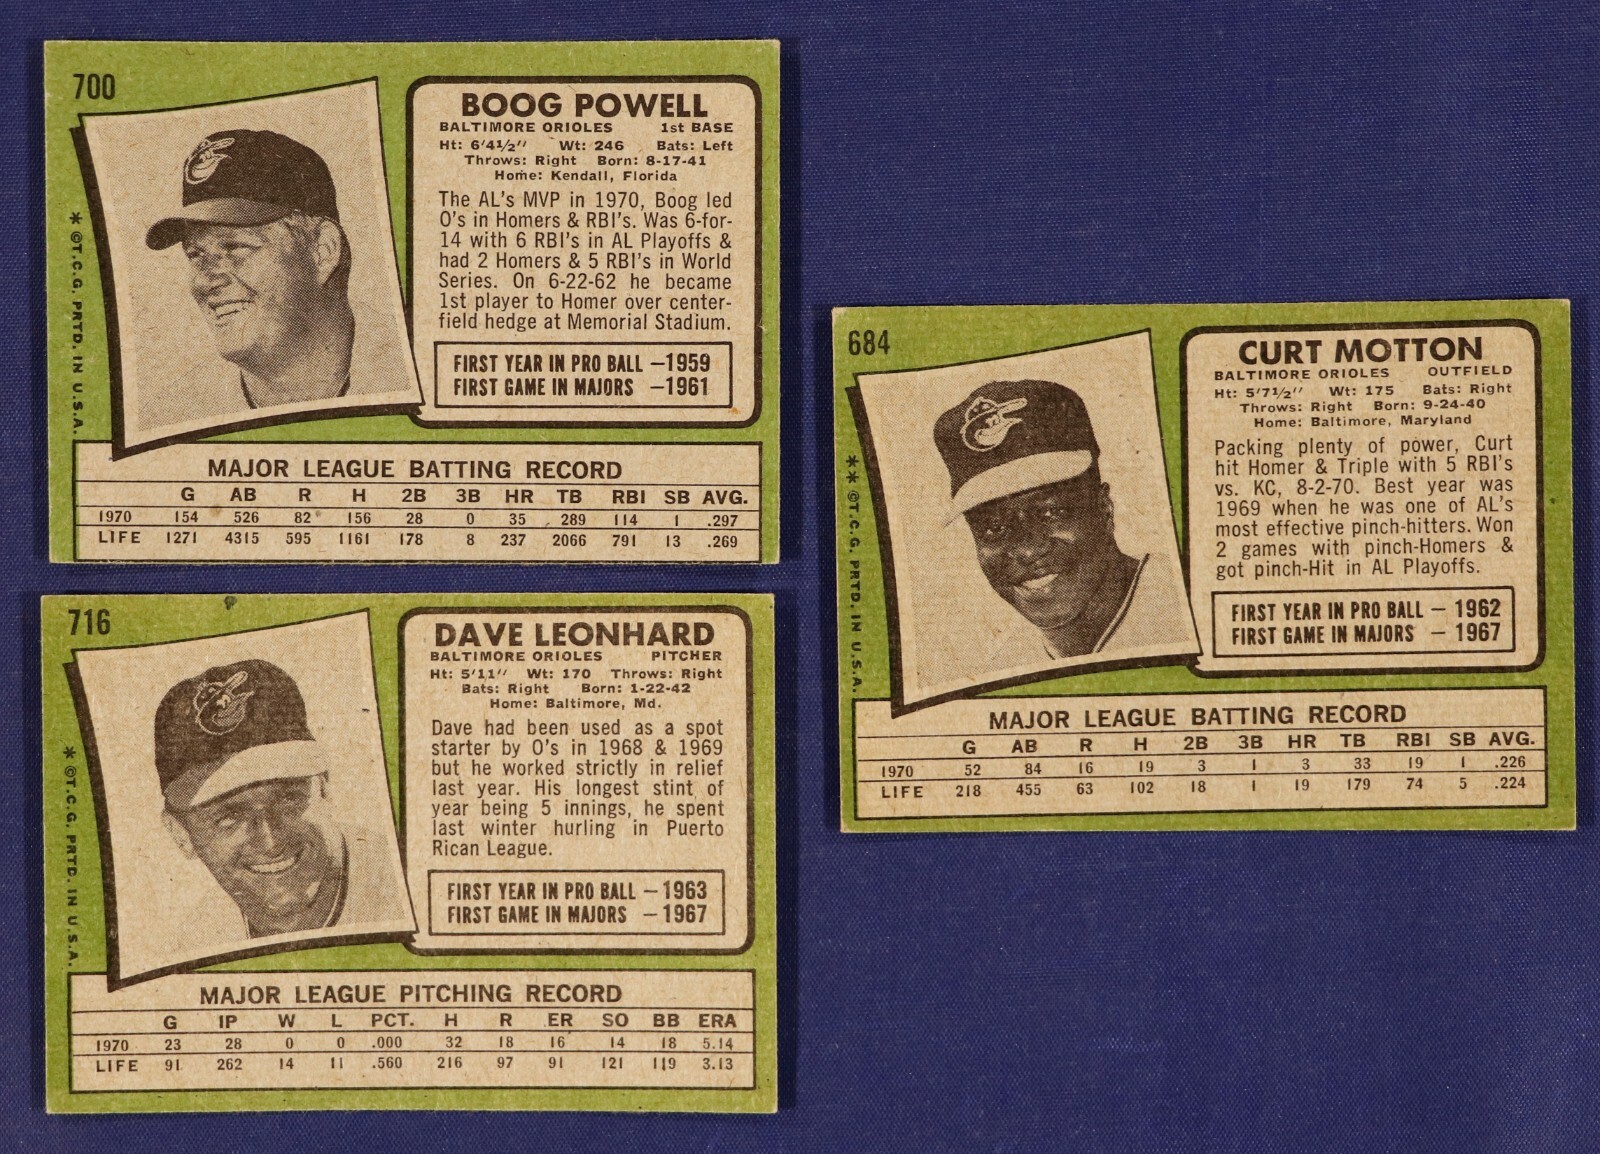 700
BOOG POWELL
BALTIMORE ORIOLES 1st BASE
Ht: 6'4½" Wt: 246 Bats: Left
Throws: Right Born: 8-17-41
Home: Kendall, Florida
The AL's MVP in 1970, Boog led
O's in Homers & RBI's. Was 6-for-
14 with 6 RBI's in AL Playoffs &
had 2 Homers & 5 RBI's in World
Series. On 6-22-62 he became
1st player to Homer over center-
field hedge at Memorial Stadium.
FIRST YEAR IN PRO BALL —1959
FIRST GAME IN MAJORS —1961
* ©T.C.G. PRTD. IN U.S.A.
MAJOR LEAGUE BATTING RECORD
G AB R H 2B 3B HR TB RBI SB AVG.
1970 154 526 82 156 28 0 35 289 114 1 .297
LIFE 1271 4315 595 1161 178 8 237 2066 791 13 .269
716
DAVE LEONHARD
BALTIMORE ORIOLES PITCHER
Ht: 5'11" Wt: 170 Throws: Right
Bats: Right Born: 1-22-42
Home: Baltimore, Md.
Dave had been used as a spot
starter by O's in 1968 & 1969
but he worked strictly in relief
last year. His longest stint of
year being 5 innings, he spent
last winter hurling in Puerto
Rican League.
FIRST YEAR IN PRO BALL —1963
FIRST GAME IN MAJORS —1967
* ©T.C.G. PRTD. IN U.S.A.
MAJOR LEAGUE PITCHING RECORD
G IP W L PCT. H R ER SO BB ERA
1970 23 28 0 0 .000 32 18 16 14 18 5.14
LIFE 91 262 14 11 .560 216 97 91 121 119 3.13
684
CURT MOTTON
BALTIMORE ORIOLES OUTFIELD
Ht: 5'7½" Wt: 175 Bats: Right
Throws: Right Born: 9-24-40
Home: Baltimore, Maryland
Packing plenty of power, Curt
hit Homer & Triple with 5 RBI's
vs. KC, 8-2-70. Best year was
1969 when he was one of AL's
most effective pinch-hitters. Won
2 games with pinch-Homers &
got pinch-Hit in AL Playoffs.
FIRST YEAR IN PRO BALL — 1962
FIRST GAME IN MAJORS — 1967
** ©T.C.G. PRTD. IN U.S.A.
MAJOR LEAGUE BATTING RECORD
G AB R H 2B 3B HR TB RBI SB AVG.
1970 52 84 16 19 3 1 3 33 19 1 .226
LIFE 218 455 63 102 18 1 19 179 74 5 .224